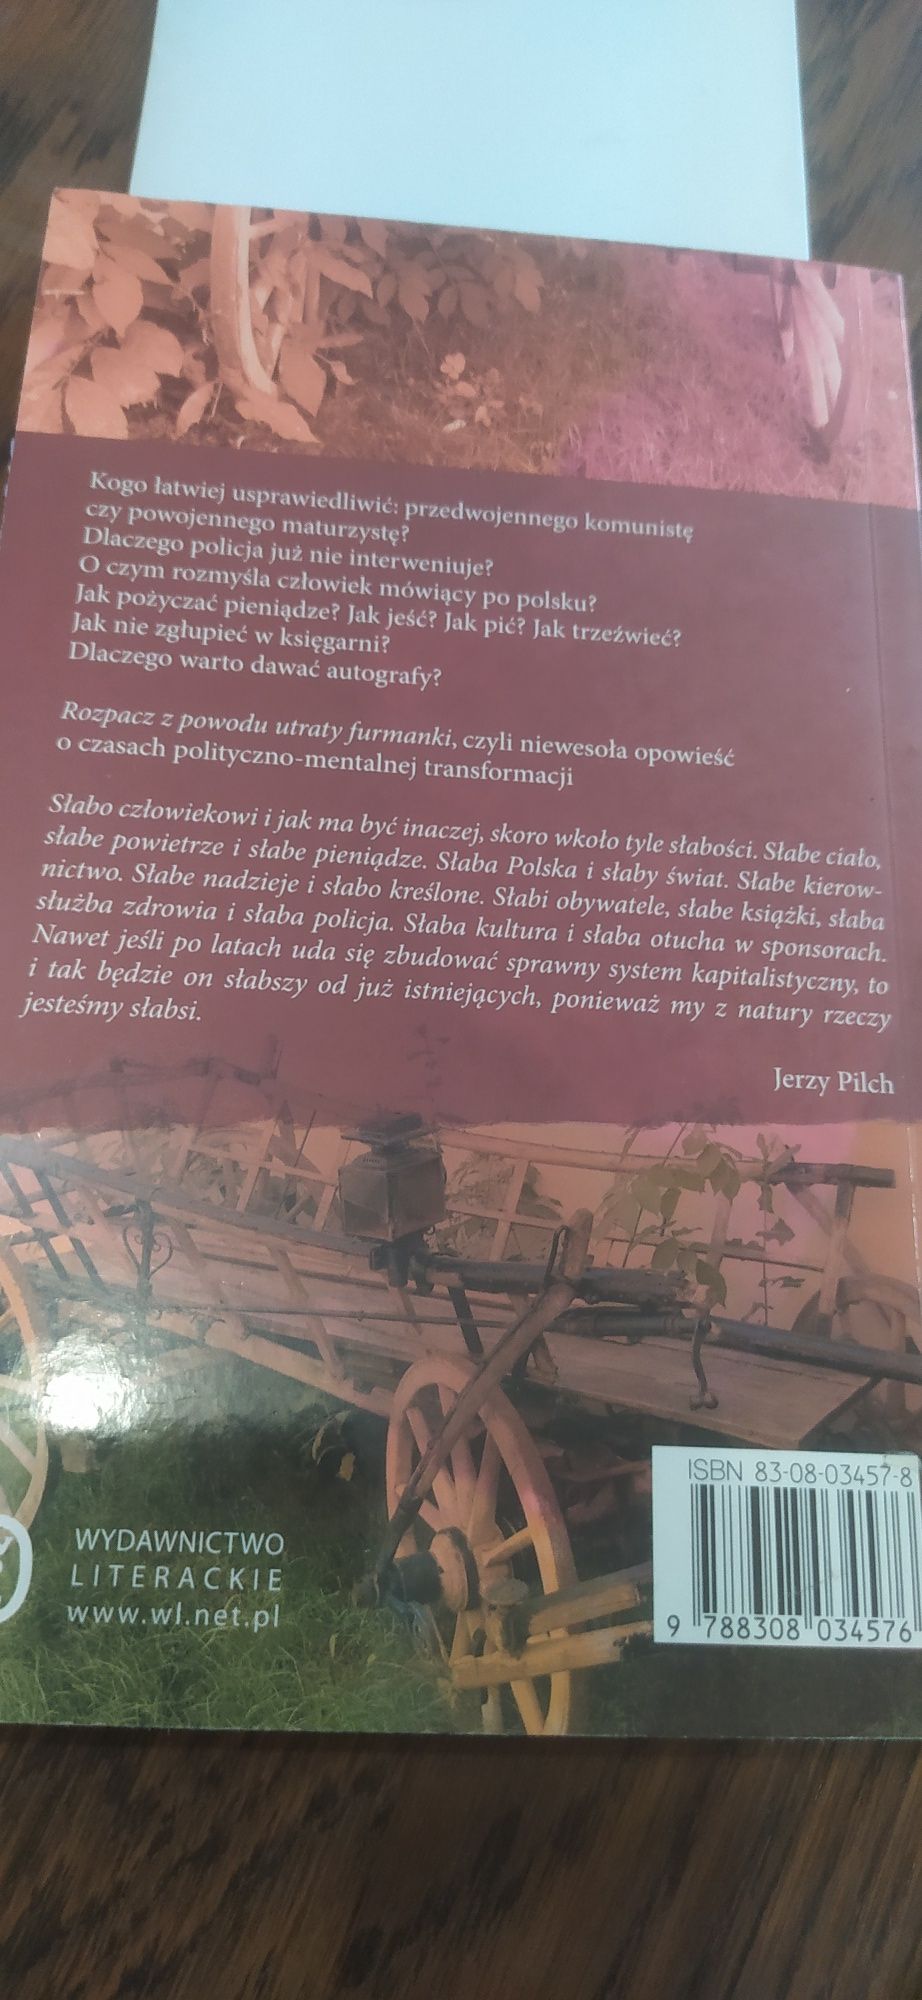 Kogo łatwiej usprawiedliwić: przedwojennego komunistę
czy powojennego maturzystę?
Dlaczego policja już nie interweniuje?
O czym rozmyśla człowiek mówiący po polsku?
Jak pożyczać pieniądze? Jak jeść? Jak pić? Jak trzeźwieć?
Jak nie zgłupieć w księgarni?
Dlaczego warto dawać autografy?
Rozpacz z powodu utraty furmanki, czyli niewesoła opowieść
o czasach polityczno-mentalnej transformacji
Słabo człowiekowi i jak ma być inaczej, skoro wkoło tyle słabości. Słabe ciało,
słabe powietrze i słabe pieniądze. Słaba Polska i słaby świat. Słabe kierow-
nictwo. Słabe nadzieje i słabo kreślone. Słabi obywatele, słabe książki, słaba
służba zdrowia i słaba policja. Słaba kultura i słaba otucha w sponsorach.
Nawet jeśli po latach uda się zbudować sprawny system kapitalistyczny, to
i tak będzie on słabszy od już istniejących, ponieważ my z natury rzeczy
jesteśmy słabsi.
Jerzy Pilch
ISBN 83-08-03457-8
9 788308 034576
WYDAWNICTWO
LITERACKIE
www.wl.net.pl